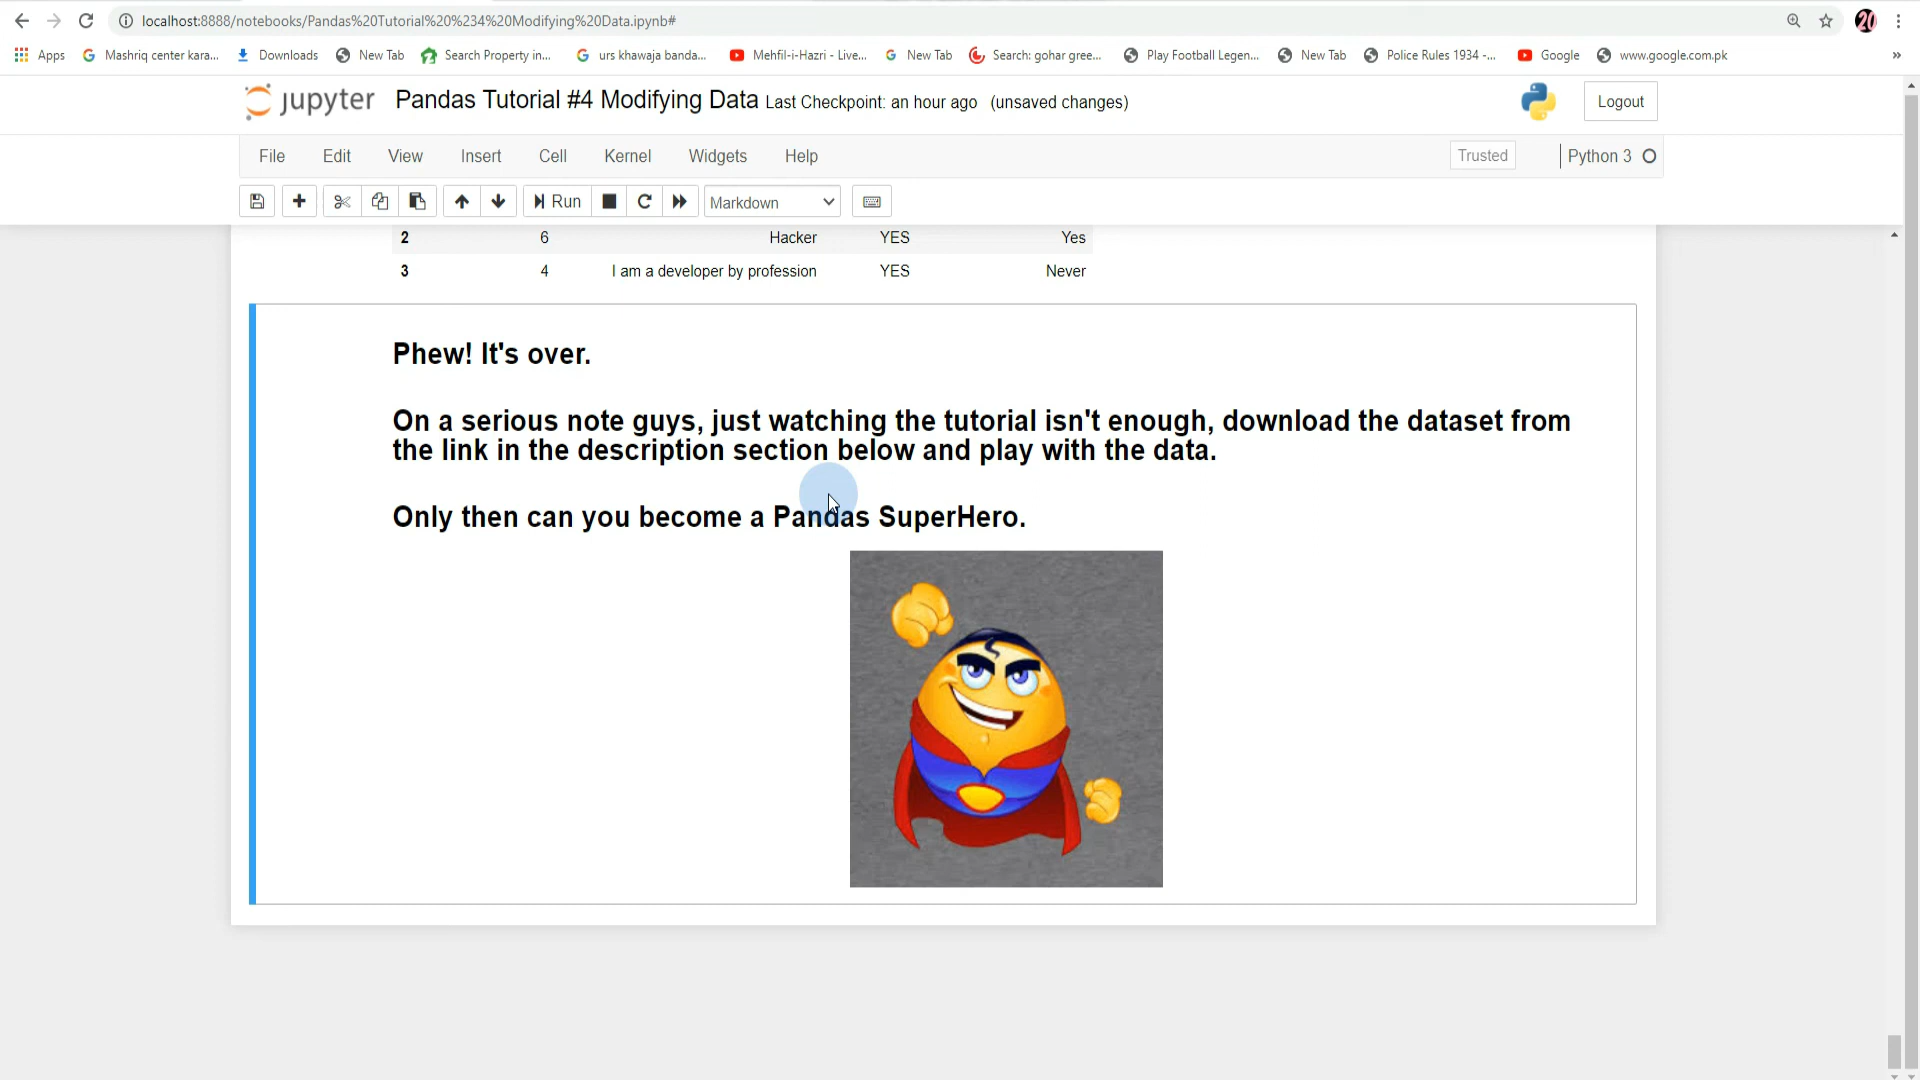 localhost:8888/notebooks/Pandas%20Tutorial%20%234%20Modifying%20Data.ipynb#
20
Apps Mashriq center kara... Downloads New Tab Search Property in... urs khawaja banda... Mehfil-i-Hazri - Live... New Tab Search: gohar gree... Play Football Legen... New Tab Police Rules 1934 -... Google www.google.com.pk »
jupyter Pandas Tutorial #4 Modifying Data Last Checkpoint: an hour ago (unsaved changes) Logout
File Edit View Insert Cell Kernel Widgets Help Trusted Python 3
Run Markdown
2 6 Hacker YES Yes
3 4 I am a developer by profession YES Never
Phew! It's over.
On a serious note guys, just watching the tutorial isn't enough, download the dataset from
the link in the description section below and play with the data.
Only then can you become a Pandas SuperHero.